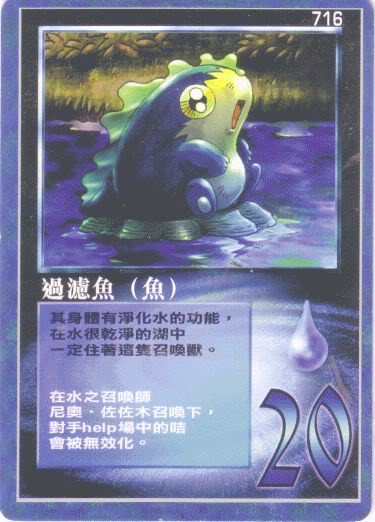 716
過濾魚（魚）
其身體有淨化水的功能，
在水很乾淨的湖中
一定住著這隻召喚獸。
在水之召喚師
尼奧・佐佐木召喚下，
對手help場中的咭
會被無效化。
20